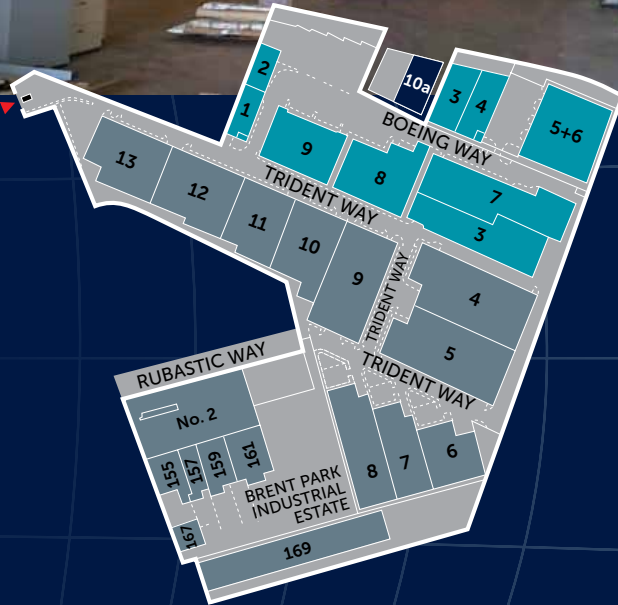 2
1
10a
3
4
5+6
BOEING WAY
9
8
7
3
TRIDENT WAY
13
12
11
10
9
TRIDENT WAY
4
5
TRIDENT WAY
RUBASTIC WAY
No. 2
155
157
159
161
167
8
7
6
BRENT PARK
INDUSTRIAL
ESTATE
169